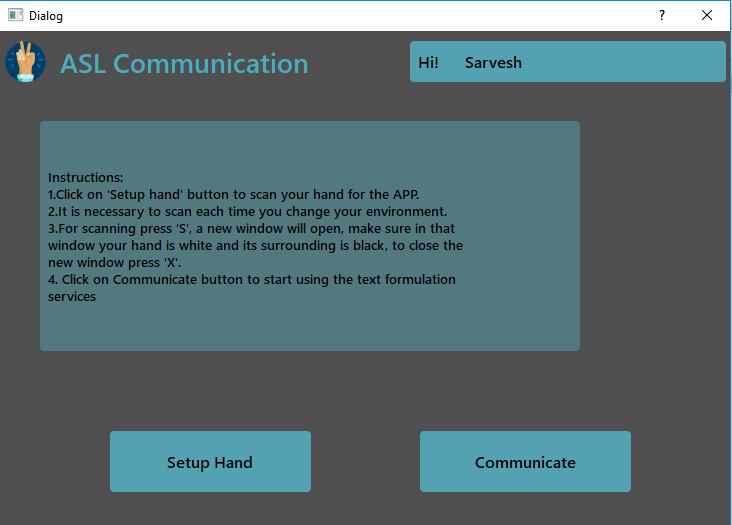 Dialog
?
ASL Communication
Hi! Sarvesh
Instructions:
1.Click on 'Setup hand' button to scan your hand for the APP.
2.It is necessary to scan each time you change your environment.
3.For scanning press 'S', a new window will open, make sure in that
window your hand is white and its surrounding is black, to close the
new window press 'X'.
4. Click on Communicate button to start using the text formulation
services
Setup Hand
Communicate